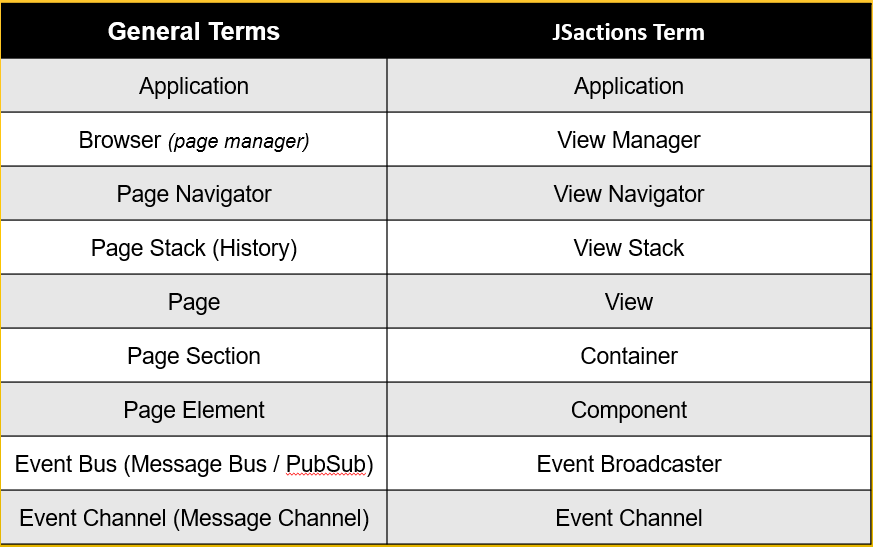 General Terms JSactions Term
Application Application
Browser (page manager) View Manager
Page Navigator View Navigator
Page Stack (History) View Stack
Page View
Page Section Container
Page Element Component
Event Bus (Message Bus / PubSub) Event Broadcaster
Event Channel (Message Channel) Event Channel